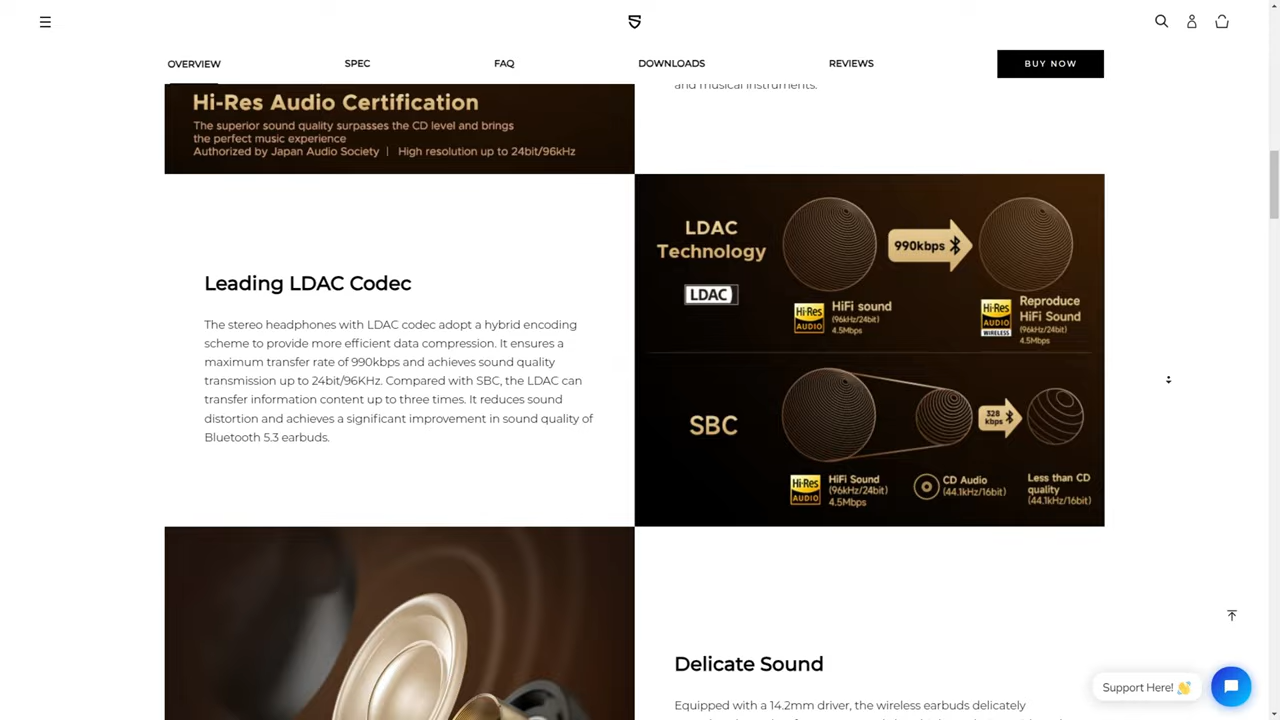 OVERVIEW
SPEC
FAQ
DOWNLOADS
REVIEWS
BUY NOW
Hi-Res Audio Certification
The superior sound quality surpasses the CD level and brings
the perfect music experience
Authorized by Japan Audio Society | High resolution up to 24bit/96kHz
and musical instruments.
Leading LDAC Codec
The stereo headphones with LDAC codec adopt a hybrid encoding
scheme to provide more efficient data compression. It ensures a
maximum transfer rate of 990kbps and achieves sound quality
transmission up to 24bit/96KHz. Compared with SBC, the LDAC can
transfer information content up to three times. It reduces sound
distortion and achieves a significant improvement in sound quality of
Bluetooth 5.3 earbuds.
LDAC
Technology
LDAC
990kbps
Hi-Res
AUDIO
HiFi sound
(96kHz/24bit)
4.5Mbps
Hi-Res
AUDIO
WIRELESS
Reproduce
HiFi Sound
(96kHz/24bit)
4.5Mbps
SBC
328
kbps
Hi-Res
AUDIO
HiFi Sound
(96kHz/24bit)
4.5Mbps
CD Audio
(44.1kHz/16bit)
Less than CD
quality
(44.1kHz/16bit)
Delicate Sound
Equipped with a 14.2mm driver, the wireless earbuds delicately
Support Here! 👋